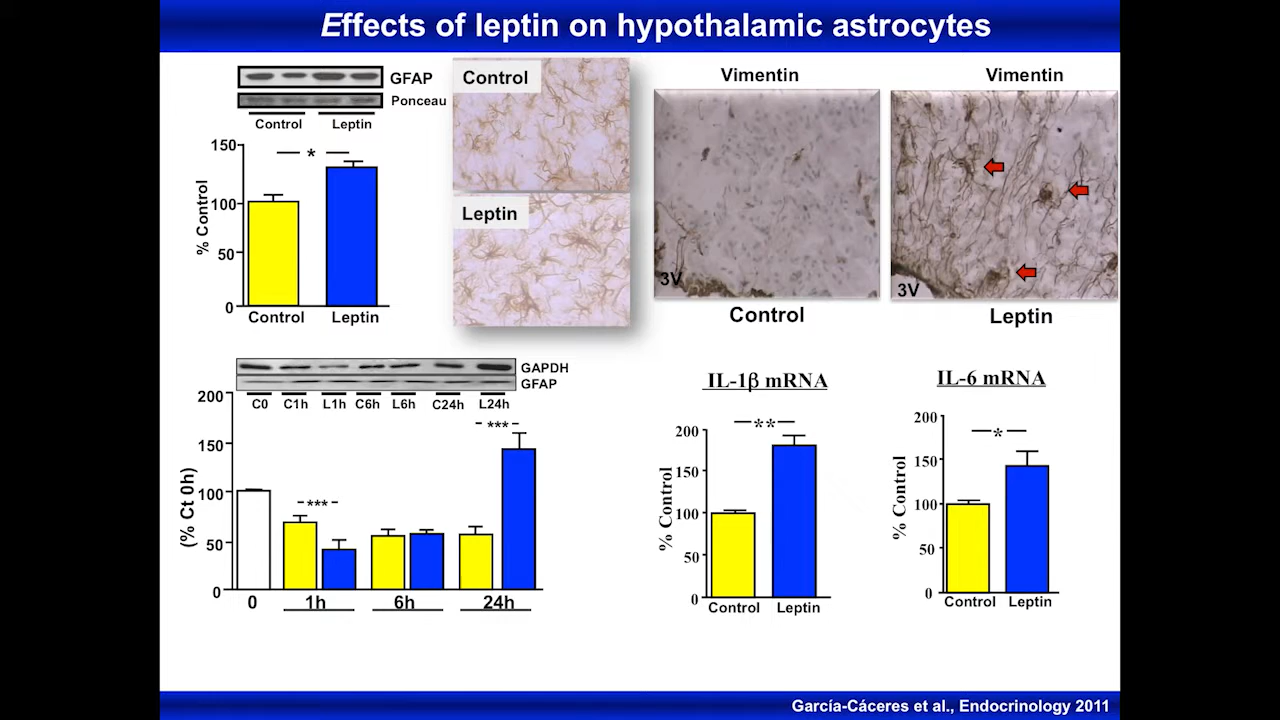 Effects of leptin on hypothalamic astrocytes
GFAP
Ponceau
Control Leptin
150
100
50
0
% Control
*
Control Leptin
Control
Leptin
Vimentin
3V
Control
Vimentin
3V
Leptin
GAPDH
GFAP
C0 C1h L1h C6h L6h C24h L24h
200
150
100
50
0
(% Ct 0h)
***
***
0 1h 6h 24h
IL-1β mRNA
200
150
100
50
0
% Control
**
Control Leptin
IL-6 mRNA
200
150
100
50
0
% Control
*
Control Leptin
García-Cáceres et al., Endocrinology 2011